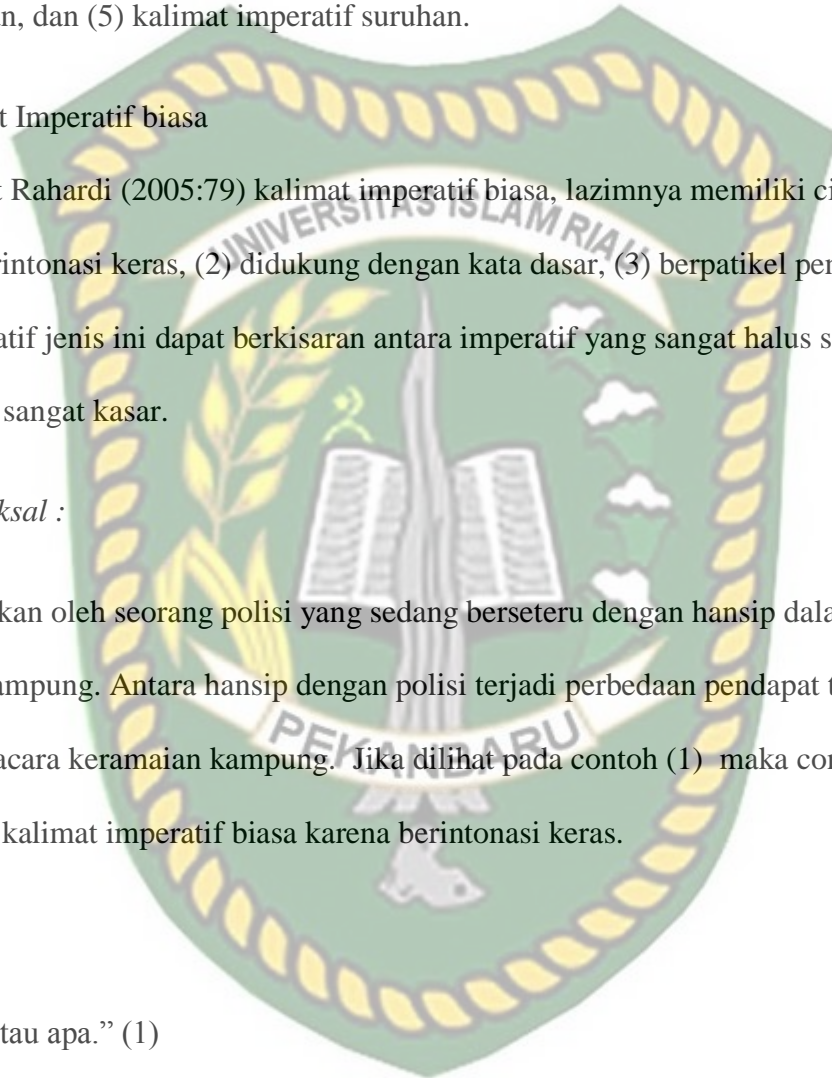 n, dan (5) kalimat imperatif suruhan.
t Imperatif biasa
t Rahardi (2005:79) kalimat imperatif biasa, lazimnya memiliki ci
rintonasi keras, (2) didukung dengan kata dasar, (3) berpatikel per
UNIVERSITAS ISLAM RIAU
atif jenis ini dapat berkisaran antara imperatif yang sangat halus s
sangat kasar.
ksal :
kan oleh seorang polisi yang sedang berseteru dengan hansip dala
ampung. Antara hansip dengan polisi terjadi perbedaan pendapat t
PEKANBARU
acara keramaian kampung. Jika dilihat pada contoh (1) maka con
kalimat imperatif biasa karena berintonasi keras.
tau apa.” (1)